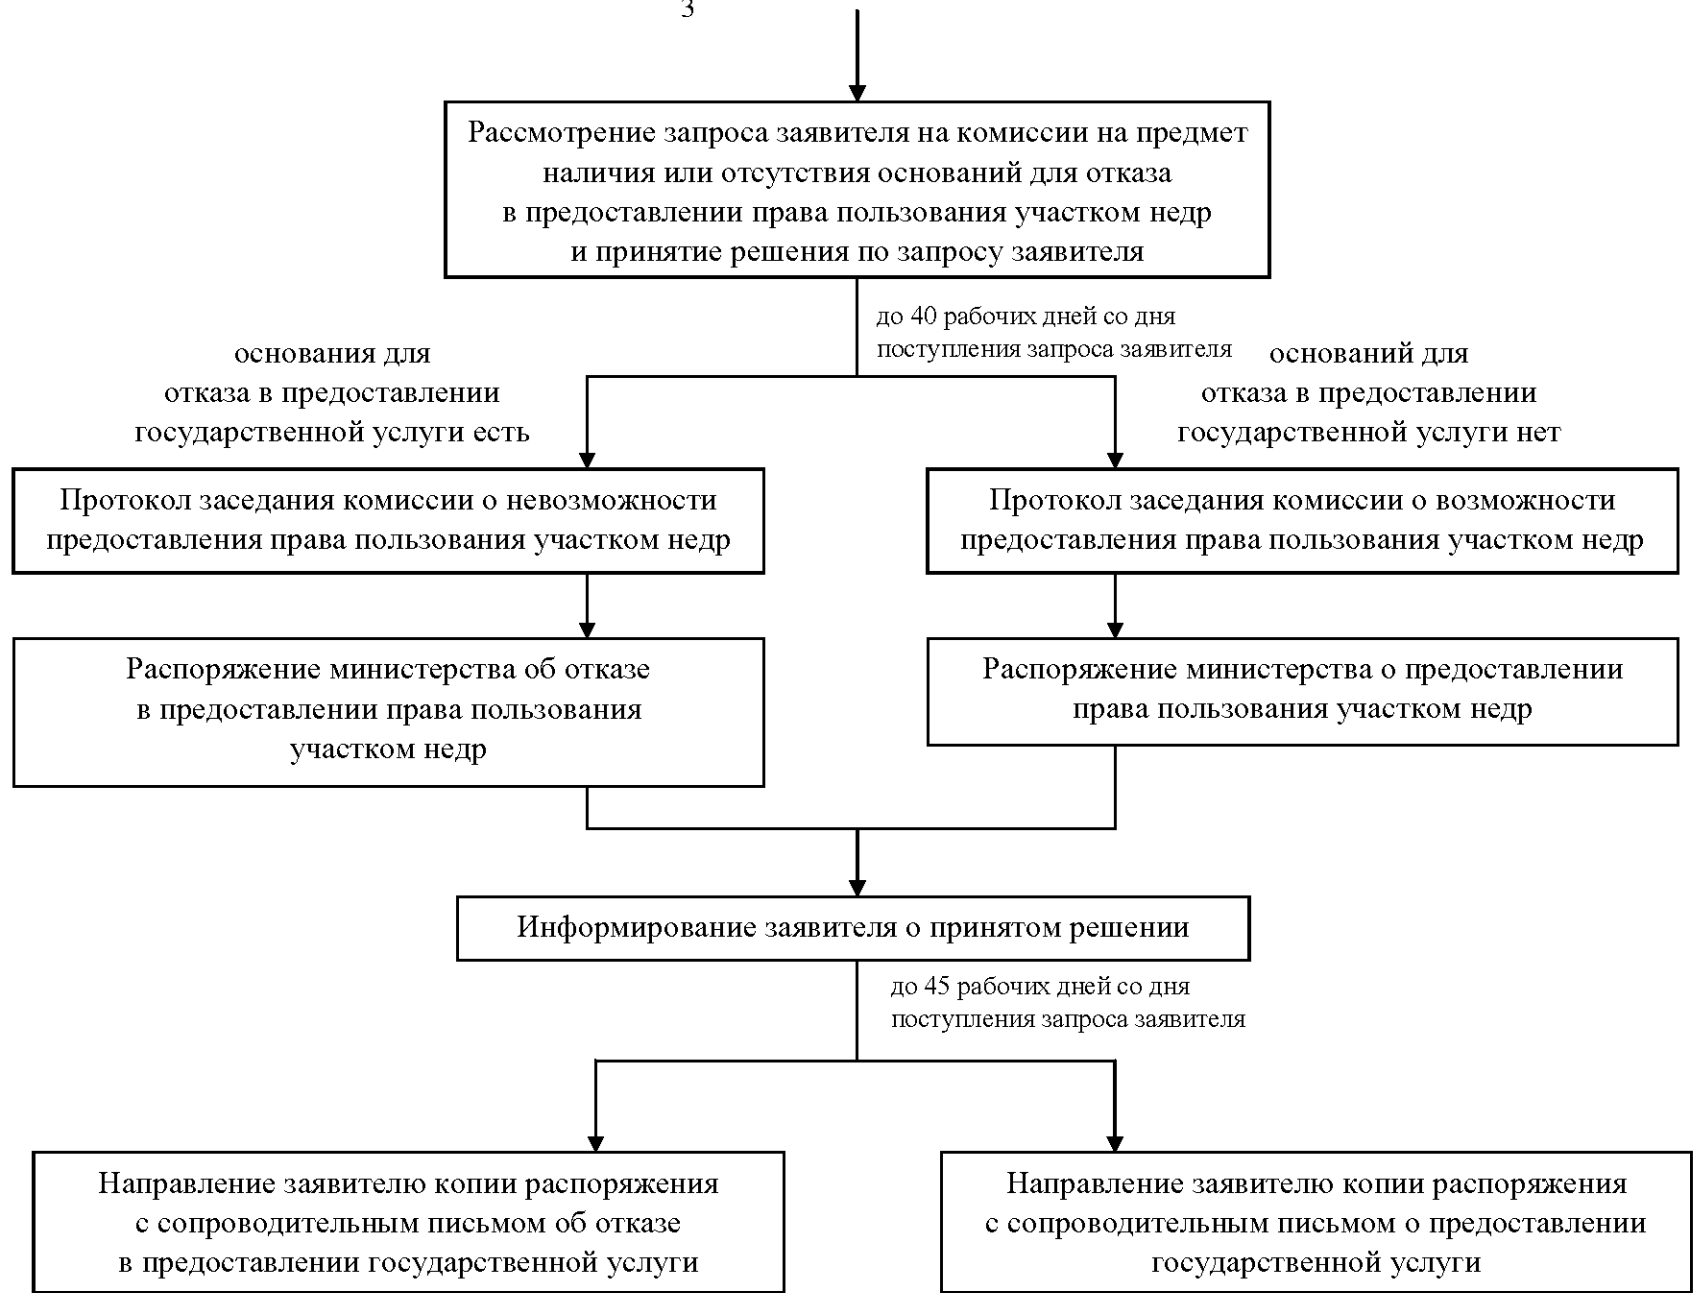 3
Рассмотрение запроса заявителя на комиссии на предмет
наличия или отсутствия оснований для отказа
в предоставлении права пользования участком недр
и принятие решения по запросу заявителя
до 40 рабочих дней со дня
поступления запроса заявителя
основания для
отказа в предоставлении
государственной услуги есть
оснований для
отказа в предоставлении
государственной услуги нет
Протокол заседания комиссии о невозможности
предоставления права пользования участком недр
Протокол заседания комиссии о возможности
предоставления права пользования участком недр
Распоряжение министерства об отказе
в предоставлении права пользования
участком недр
Распоряжение министерства о предоставлении
права пользования участком недр
Информирование заявителя о принятом решении
до 45 рабочих дней со дня
поступления запроса заявителя
Направление заявителю копии распоряжения
с сопроводительным письмом об отказе
в предоставлении государственной услуги
Направление заявителю копии распоряжения
с сопроводительным письмом о предоставлении
государственной услуги